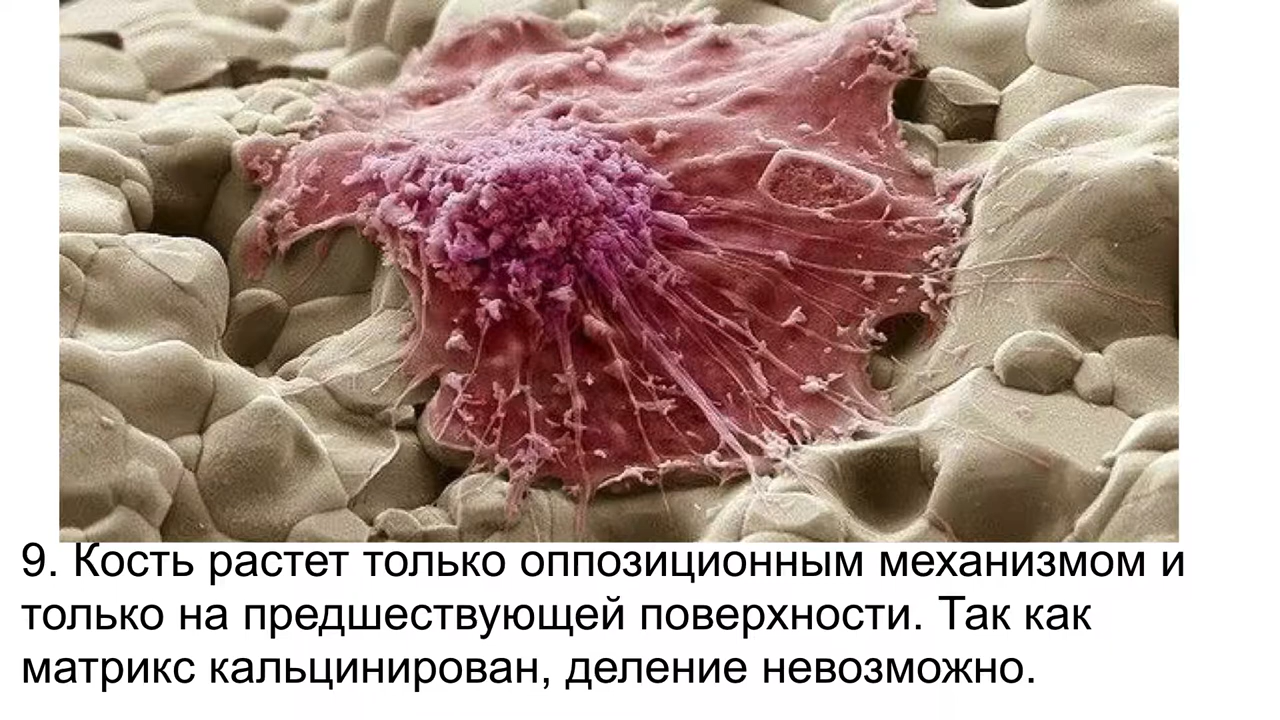 9. Кость растет только оппозиционным механизмом и
только на предшествующей поверхности. Так как
матрикс кальцинирован, деление невозможно.